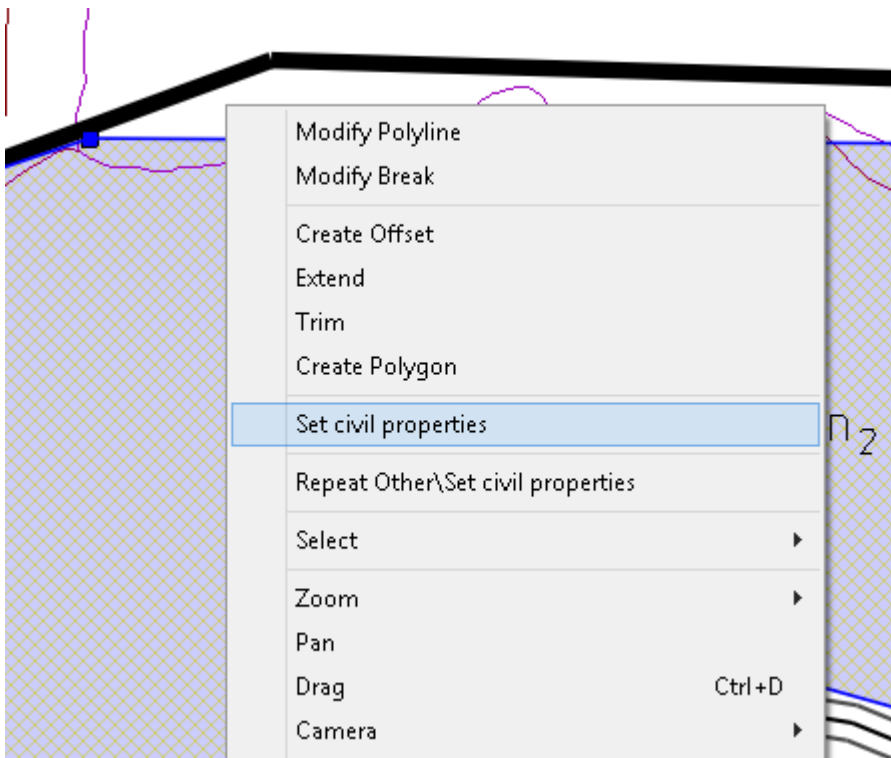 Modify Polyline
Modify Break
Create Offset
Extend
Trim
Create Polygon
Set civil properties
n2
Repeat Other\Set civil properties
Select
Zoom
Pan
Drag Ctrl+D
Camera